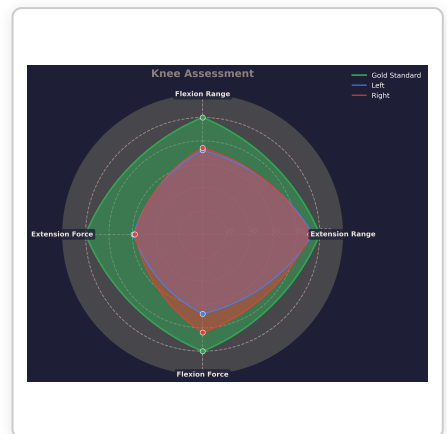 Knee Assessment
Gold Standard
Left
Right
Flexion Range
Extension Force
Extension Range
Flexion Force